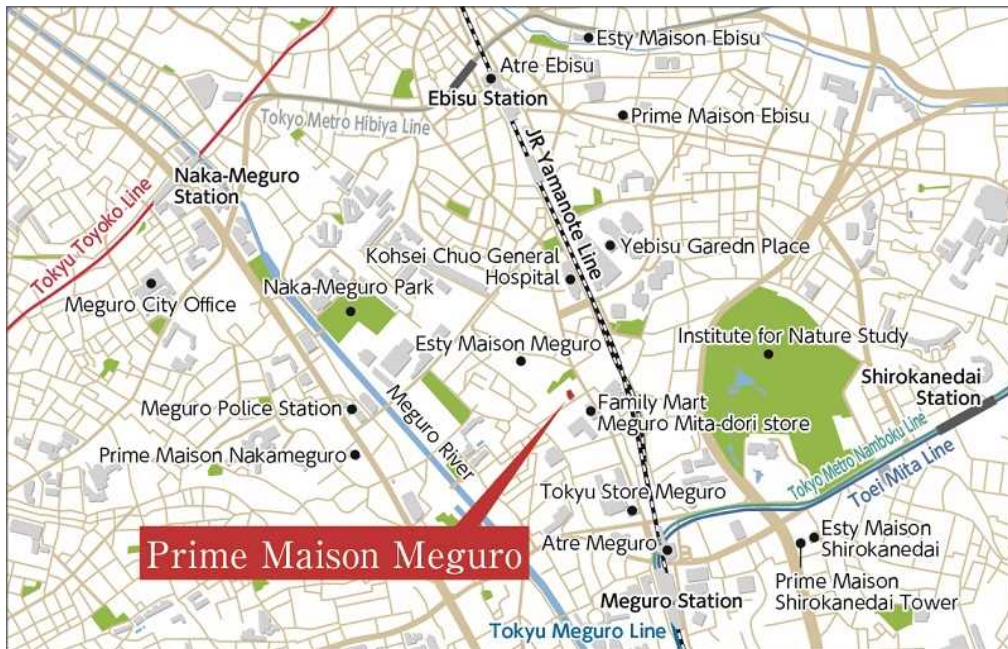 Esty Maison Ebisu
Atre Ebisu
Ebisu Station
Prime Maison Ebisu
Tokyo Metro Hibiya Line
JR Yamanote Line
Naka-Meguro
Station
Tokyu Toyoko Line
Yebisu Garedn Place
Kohsei Chuo General
Hospital
Meguro City Office
Naka-Meguro Park
Institute for Nature Study
Esty Maison Meguro
Shirokanedai
Station
Meguro Police Station
Meguro River
Family Mart
Meguro Mita-dori store
Prime Maison Nakameguro
Tokyo Metro Namboku Line
Toei Mita Line
Tokyu Store Meguro
Prime Maison Meguro
Atre Meguro
Esty Maison
Shirokanedai
Prime Maison
Shirokanedai Tower
Meguro Station
Tokyu Meguro Line